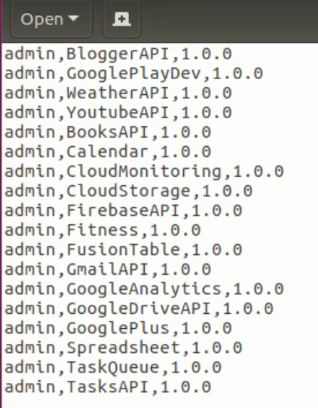 Open
admin,BloggerAPI,1.0.0
admin,GooglePlayDev,1.0.0
admin,WeatherAPI,1.0.0
admin,YoutubeAPI,1.0.0
admin,BooksAPI,1.0.0
admin,Calendar,1.0.0
admin,CloudMonitoring,1.0.0
admin,CloudStorage,1.0.0
admin,FirebaseAPI,1.0.0
admin,Fitness,1.0.0
admin,FusionTable,1.0.0
admin,GmailAPI,1.0.0
admin,GoogleAnalytics,1.0.0
admin,GoogleDriveAPI,1.0.0
admin,GooglePlus,1.0.0
admin,Spreadsheet,1.0.0
admin,TaskQueue,1.0.0
admin,TasksAPI,1.0.0